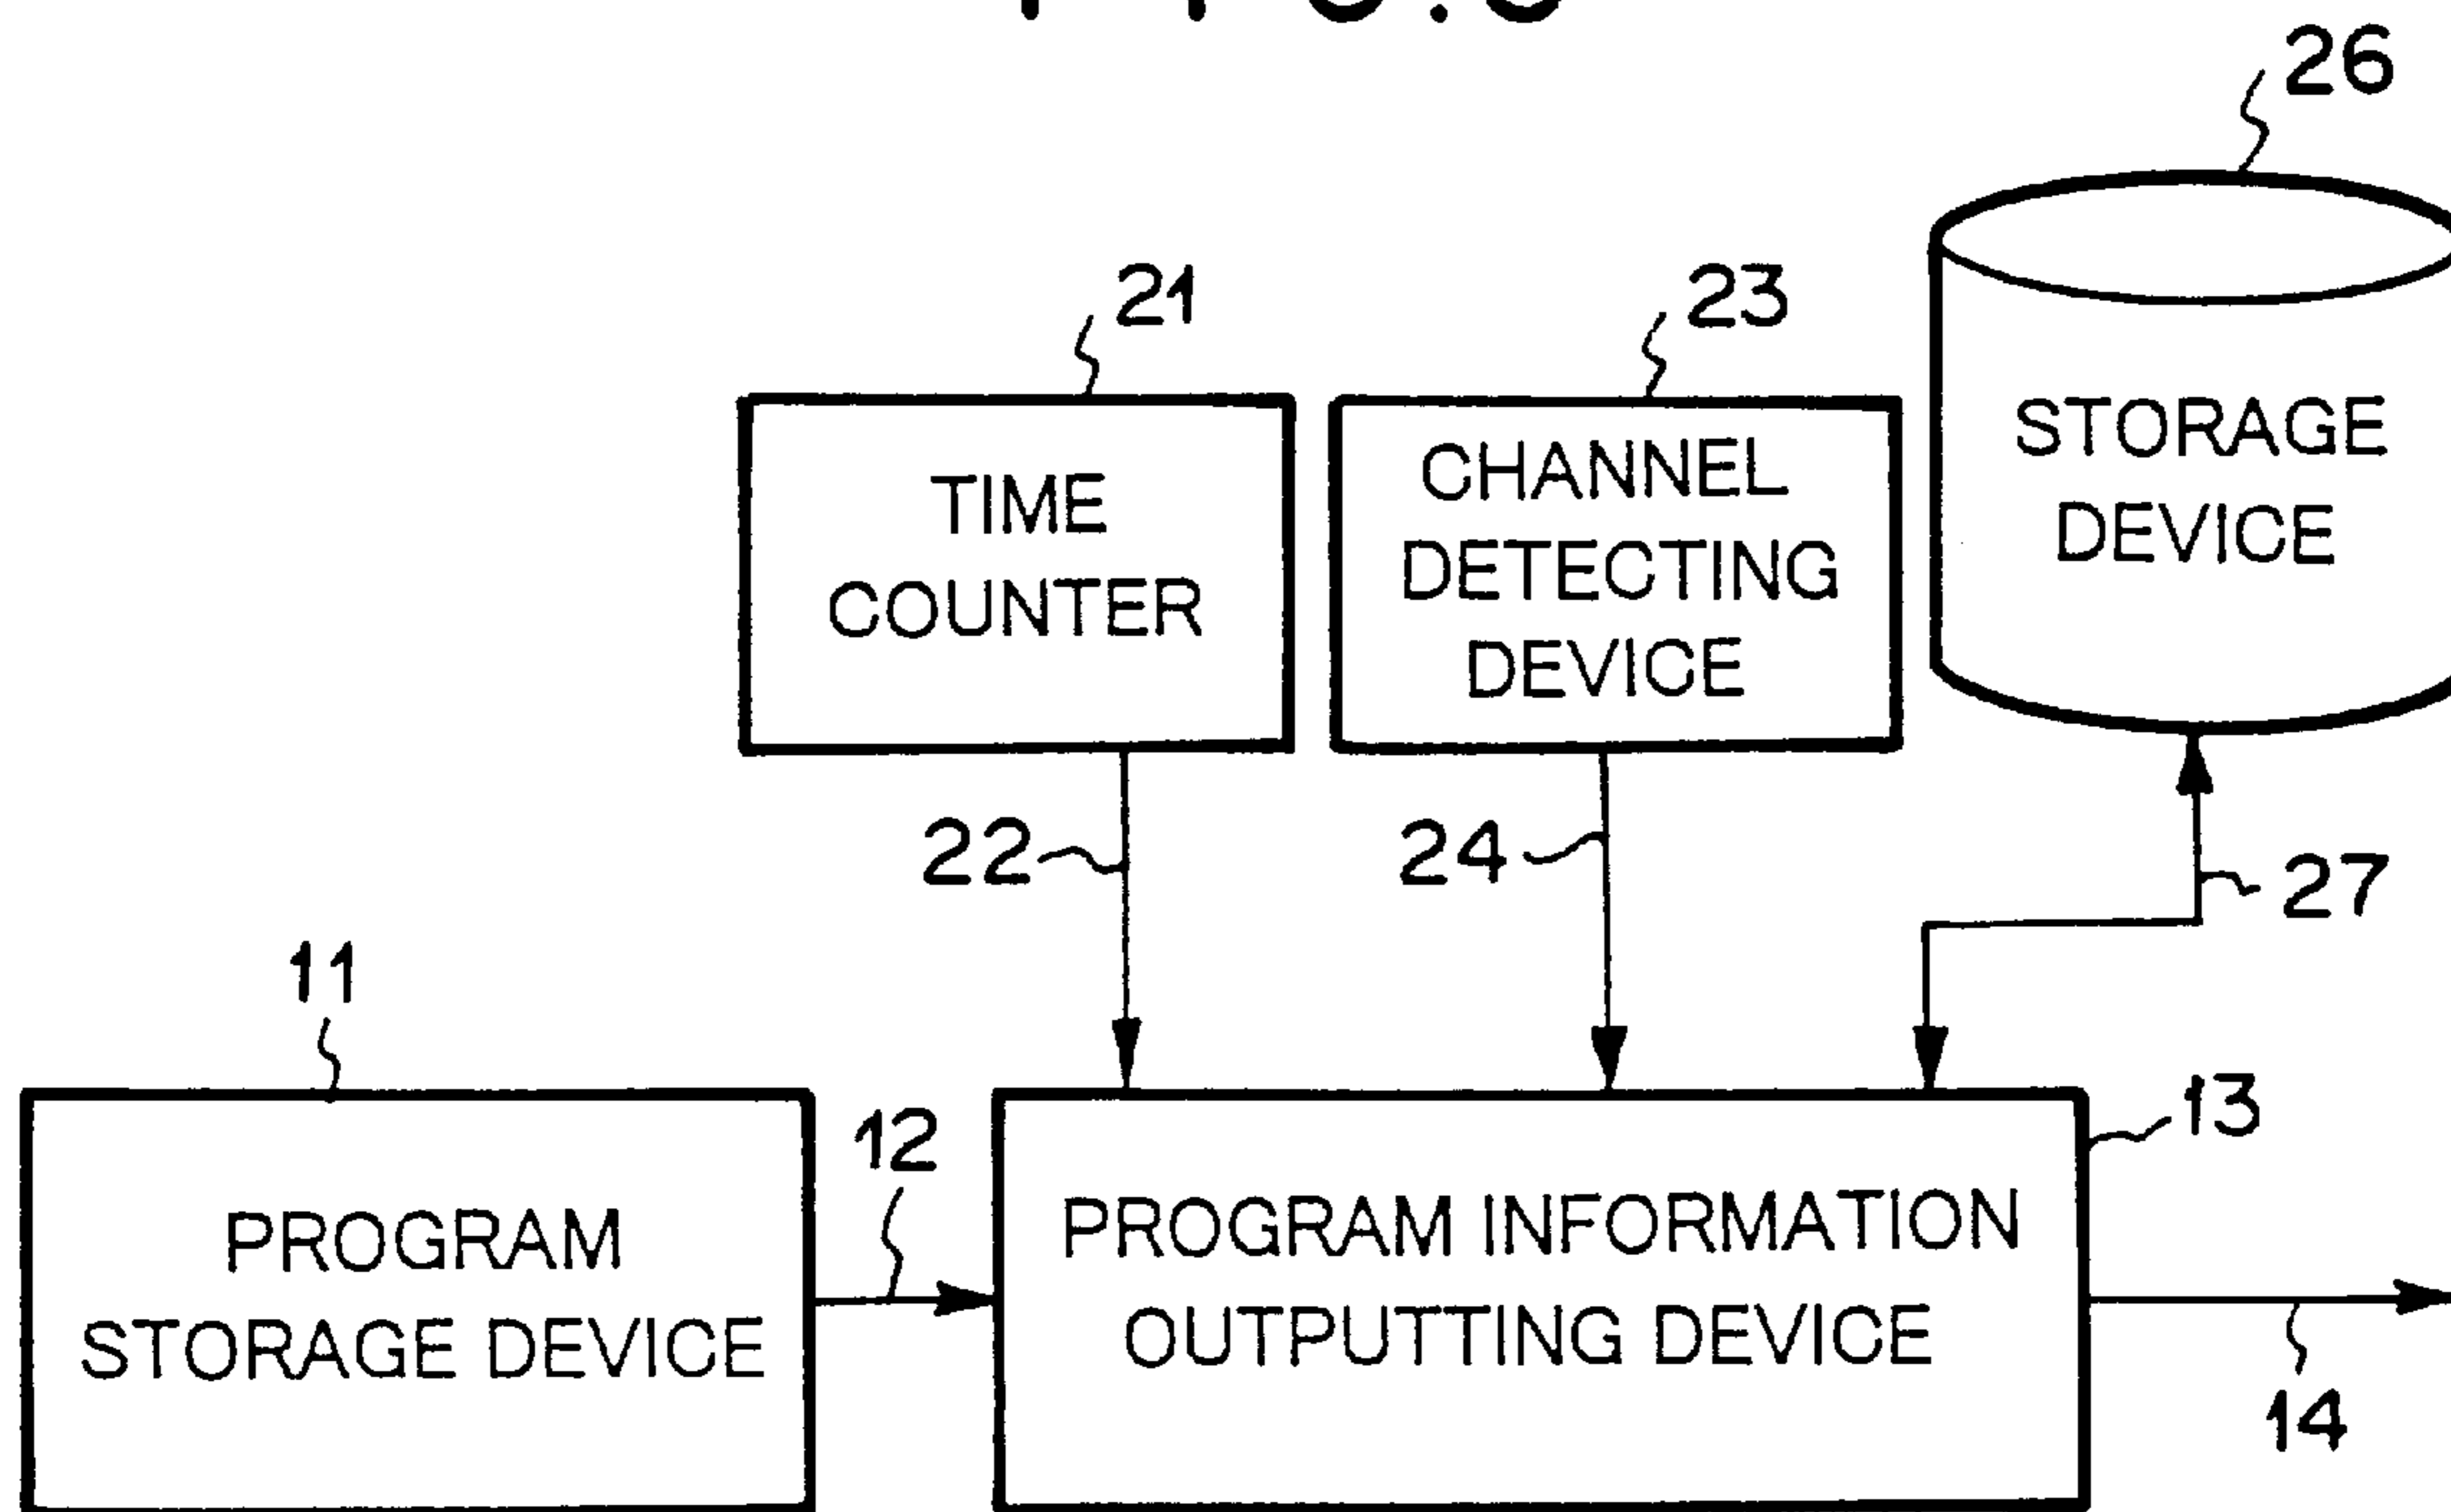 26
21
23
TIME
COUNTER
CHANNEL
DETECTING
DEVICE
STORAGE
DEVICE
22
24
27
11
12
13
PROGRAM
STORAGE DEVICE
PROGRAM INFORMATION
OUTPUTTING DEVICE
14